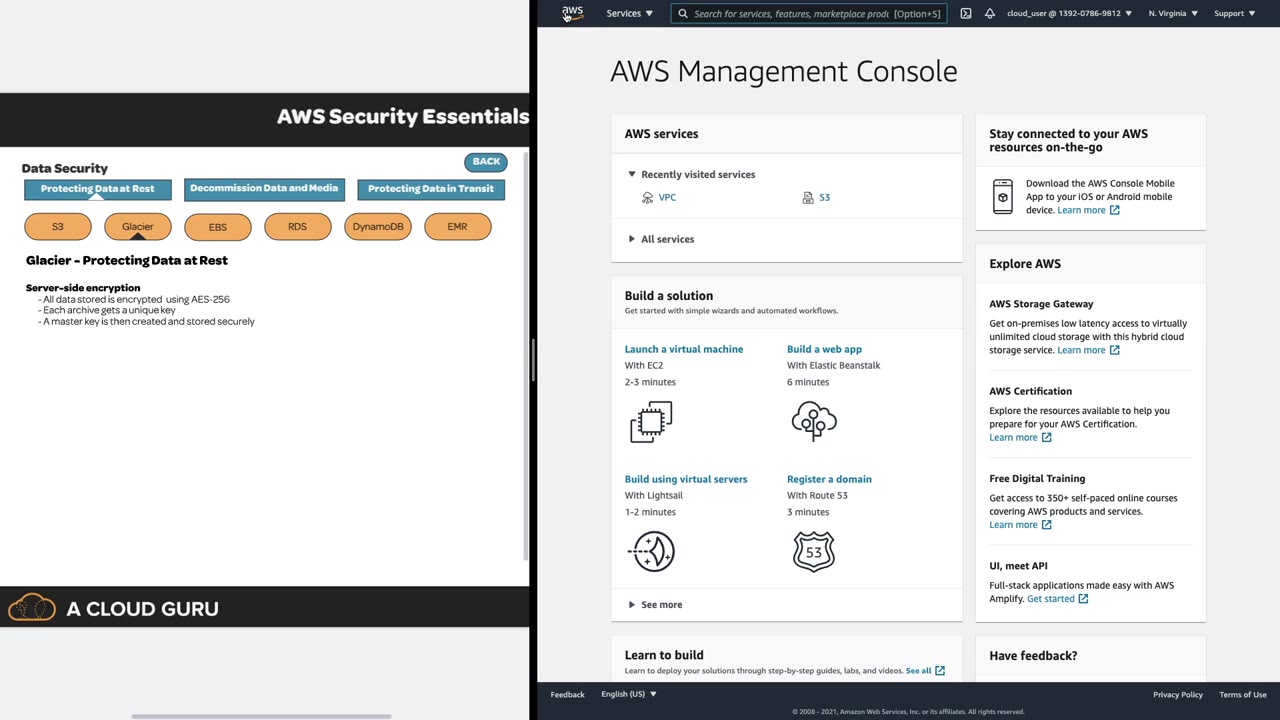 AWS Security Essentials
Data Security
BACK
Protecting Data at Rest
Decommission Data and Media
Protecting Data in Transit
S3
Glacier
EBS
RDS
DynamoDB
EMR
Glacier - Protecting Data at Rest
Server-side encryption
- All data stored is encrypted using AES-256
- Each archive gets a unique key
- A master key is then created and stored securely
A CLOUD GURU
aws
Services
Search for services, features, marketplace produ
[Option+S]
cloud_user @ 1392-0786-9812
N. Virginia
Support
AWS Management Console
AWS services
Recently visited services
VPC
S3
All services
Build a solution
Get started with simple wizards and automated workflows.
Launch a virtual machine
With EC2
2-3 minutes
Build a web app
With Elastic Beanstalk
6 minutes
Build using virtual servers
With Lightsail
1-2 minutes
Register a domain
With Route 53
3 minutes
53
See more
Learn to build
Learn to deploy your solutions through step-by-step guides, labs, and videos. See all
Stay connected to your AWS
resources on-the-go
Download the AWS Console Mobile
App to your iOS or Android mobile
device. Learn more
Explore AWS
AWS Storage Gateway
Get on-premises low latency access to virtually
unlimited cloud storage with this hybrid cloud
storage service. Learn more
AWS Certification
Explore the resources available to help you
prepare for your AWS Certification.
Learn more
Free Digital Training
Get access to 350+ self-paced online courses
covering AWS products and services.
Learn more
UI, meet API
Full-stack applications made easy with AWS
Amplify. Get started
Have feedback?
Feedback
English (US)
Privacy Policy
Terms of Use
© 2008 - 2021, Amazon Web Services, Inc. or its affiliates. All rights reserved.